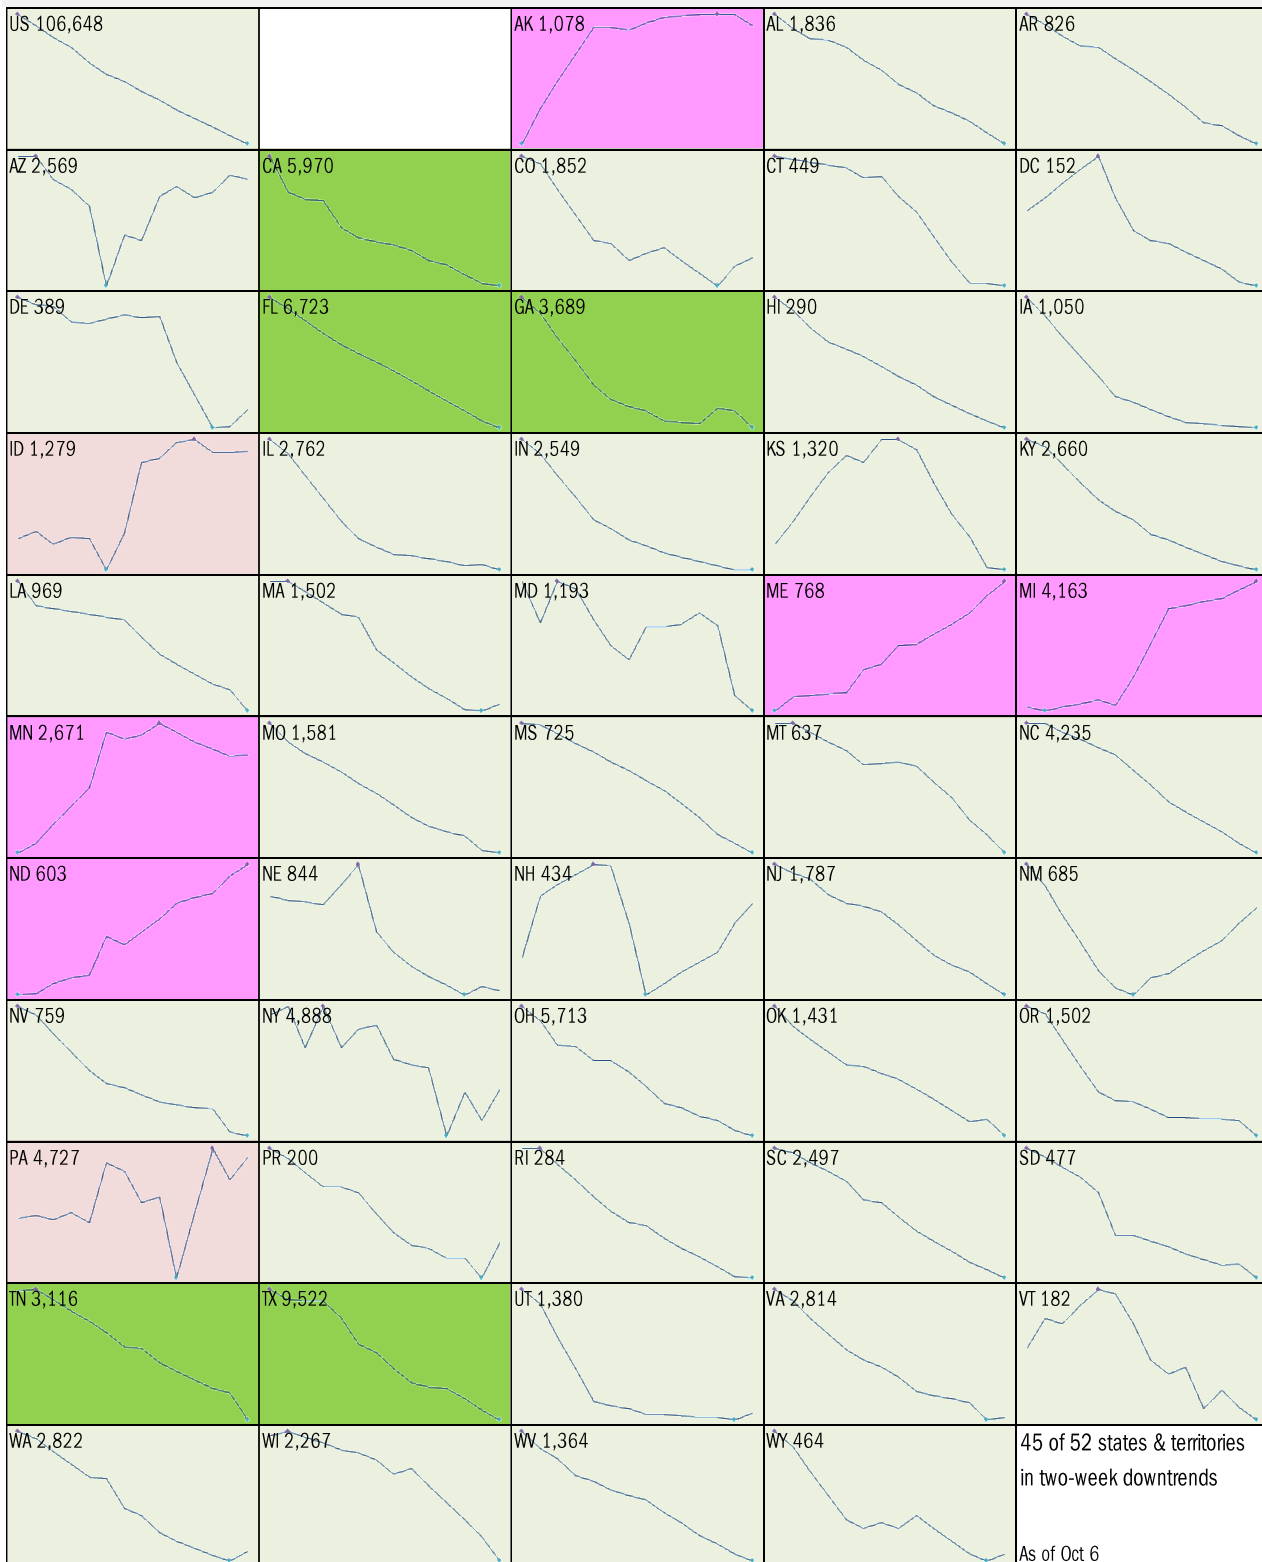 US 106,648
AK 1,078
AL 1,836
AR 826
AZ 2,569
CA 5,970
CO 1,852
CT 449
DC 152
DE 389
FL 6,723
GA 3,689
HI 290
IA 1,050
ID 1,279
IL 2,762
IN 2,549
KS 1,320
KY 2,660
LA 969
MA 1,502
MD 1,193
ME 768
MI 4,163
MN 2,671
MO 1,581
MS 725
MT 637
NC 4,235
ND 603
NE 844
NH 434
NJ 1,787
NM 685
NV 759
NY 4,888
OH 5,713
OK 1,431
OR 1,502
PA 4,727
PR 200
RI 284
SC 2,497
SD 477
TN 3,116
TX 9,522
UT 1,380
VA 2,814
VT 182
WA 2,822
WI 2,267
WV 1,364
WY 464
45 of 52 states & territories
in two-week downtrends
As of Oct 6